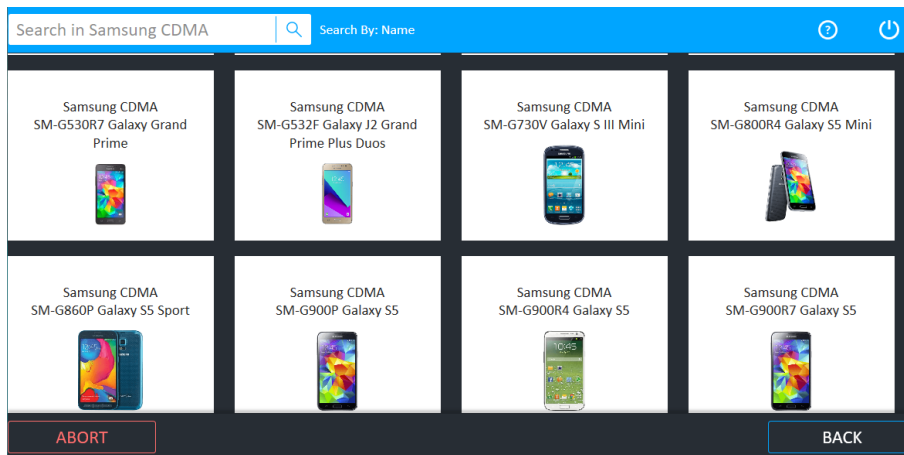 Search in Samsung CDMA
Search By: Name
?
Samsung CDMA
SM-G530R7 Galaxy Grand
Prime
Samsung CDMA
SM-G532F Galaxy J2 Grand
Prime Plus Duos
Samsung CDMA
SM-G730V Galaxy S III Mini
Samsung CDMA
SM-G800R4 Galaxy S5 Mini
Samsung CDMA
SM-G860P Galaxy S5 Sport
Samsung CDMA
SM-G900P Galaxy S5
Samsung CDMA
SM-G900R4 Galaxy S5
10:45
Samsung CDMA
SM-G900R7 Galaxy S5
ABORT
BACK